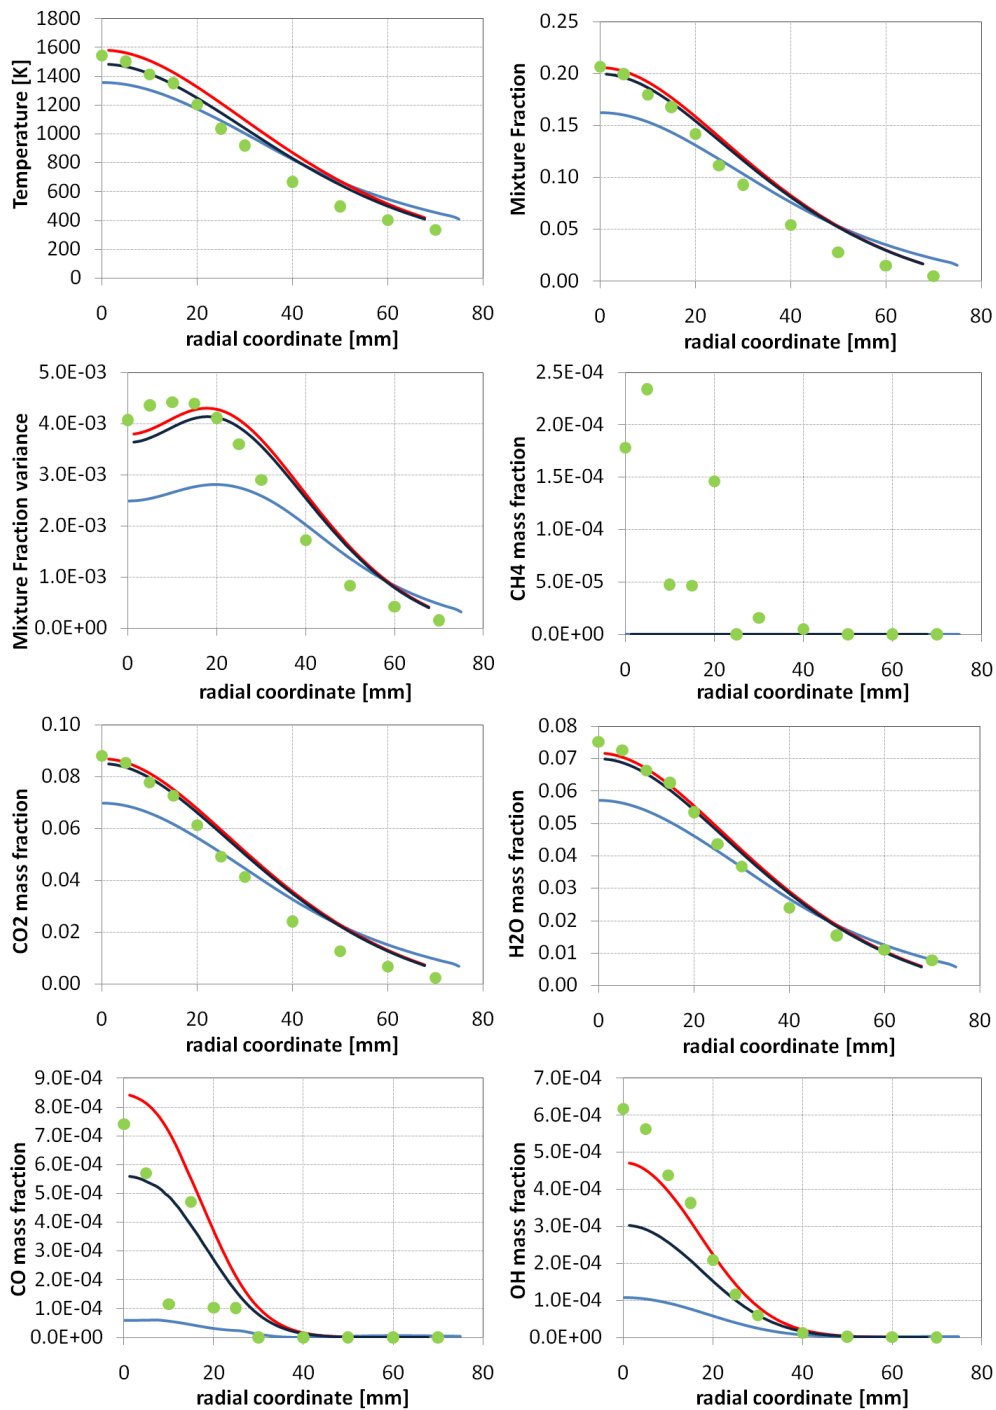 Temperature [K]
1800
1600
1400
1200
1000
800
600
400
200
0
0 20 40 60 80
radial coordinate [mm]
Mixture Fraction
0.25
0.20
0.15
0.10
0.05
0.00
0 20 40 60 80
radial coordinate [mm]
Mixture Fraction variance
5.0E-03
4.0E-03
3.0E-03
2.0E-03
1.0E-03
0.0E+00
0 20 40 60 80
radial coordinate [mm]
CH4 mass fraction
2.5E-04
2.0E-04
1.5E-04
1.0E-04
5.0E-05
0.0E+00
0 20 40 60 80
radial coordinate [mm]
CO2 mass fraction
0.10
0.08
0.06
0.04
0.02
0.00
0 20 40 60 80
radial coordinate [mm]
H2O mass fraction
0.08
0.07
0.06
0.05
0.04
0.03
0.02
0.01
0.00
0 20 40 60 80
radial coordinate [mm]
CO mass fraction
9.0E-04
8.0E-04
7.0E-04
6.0E-04
5.0E-04
4.0E-04
3.0E-04
2.0E-04
1.0E-04
0.0E+00
0 20 40 60 80
radial coordinate [mm]
OH mass fraction
7.0E-04
6.0E-04
5.0E-04
4.0E-04
3.0E-04
2.0E-04
1.0E-04
0.0E+00
0 20 40 60 80
radial coordinate [mm]